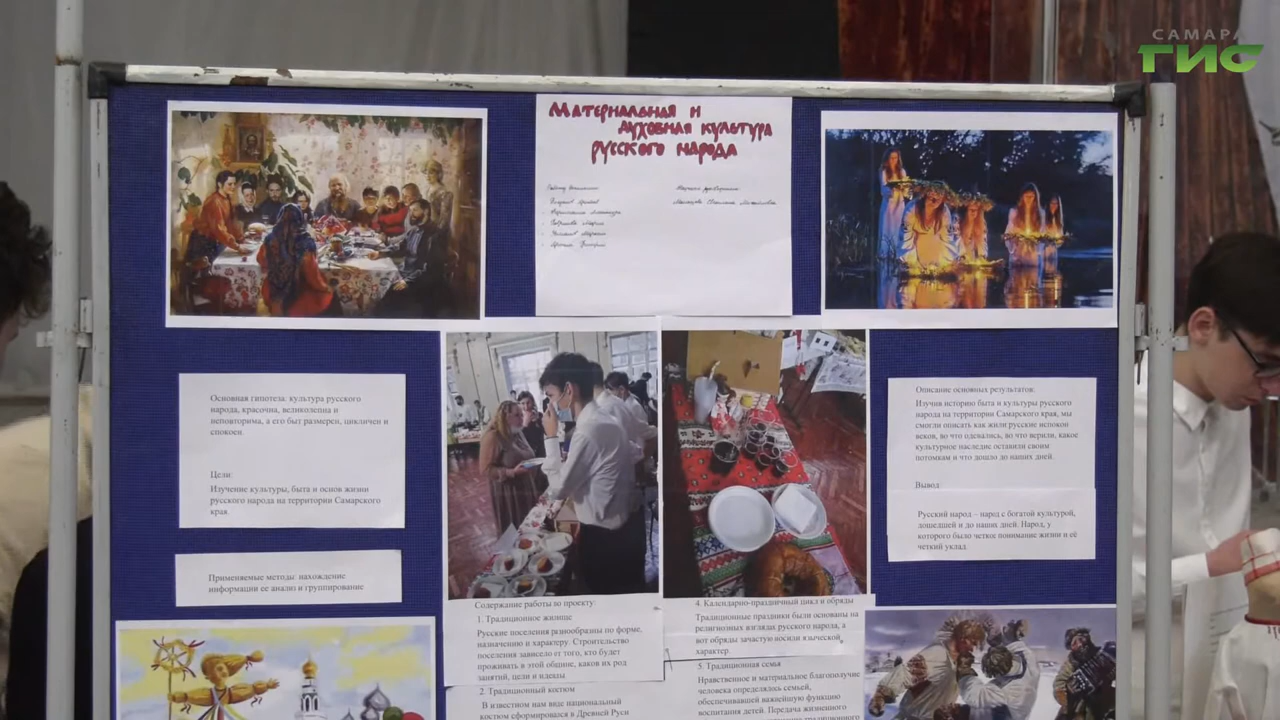 САМАРА
ГИС
Материальная и
духовная культура
русского народа
Основная гипотеза: культура русского
народа, красочна, великолепна и
неповторима, а его быт размерен, цикличен и
спокоен.
Цели:
Изучение культуры, быта и основ жизни
русского народа на территории Самарского
края.
Применяемые методы: нахождение
информации ее анализ и группирование
Содержание работы по проекту:
1. Традиционное жилище
Русские поселения разнообразны по форме,
назначению и характеру. Строительство
поселения зависело от того, кто будет
проживать в этой общине, каков их род
занятий, цели и идеалы
2. Традиционный костюм
В известном нам виде национальный
костюм сформировался в Древней Руси
4. Календарно-праздничный цикл и обряды
Традиционные праздники были основаны на
религиозных взглядах русского народа, а
вот обряды зачастую носили языческой
характер.
5. Традиционная семья
Нравственное и материальное благополучие
человека определялось семьей,
обеспечивавшей важнейшую функцию
воспитания детей. Передача жизненного
Описание основных результатов:
Изучив историю быта и культуры русского
народа на территории Самарского края, мы
смогли описать как жили русские испокон
веков, во что одевались, во что верили, какое
культурное наследие оставили своим
потомкам и что дошло до наших дней.
Вывод:
Русский народ – народ с богатой культурой,
дошедшей и до наших дней. Народ, у
которого было четкое понимание жизни и её
четкий уклад.